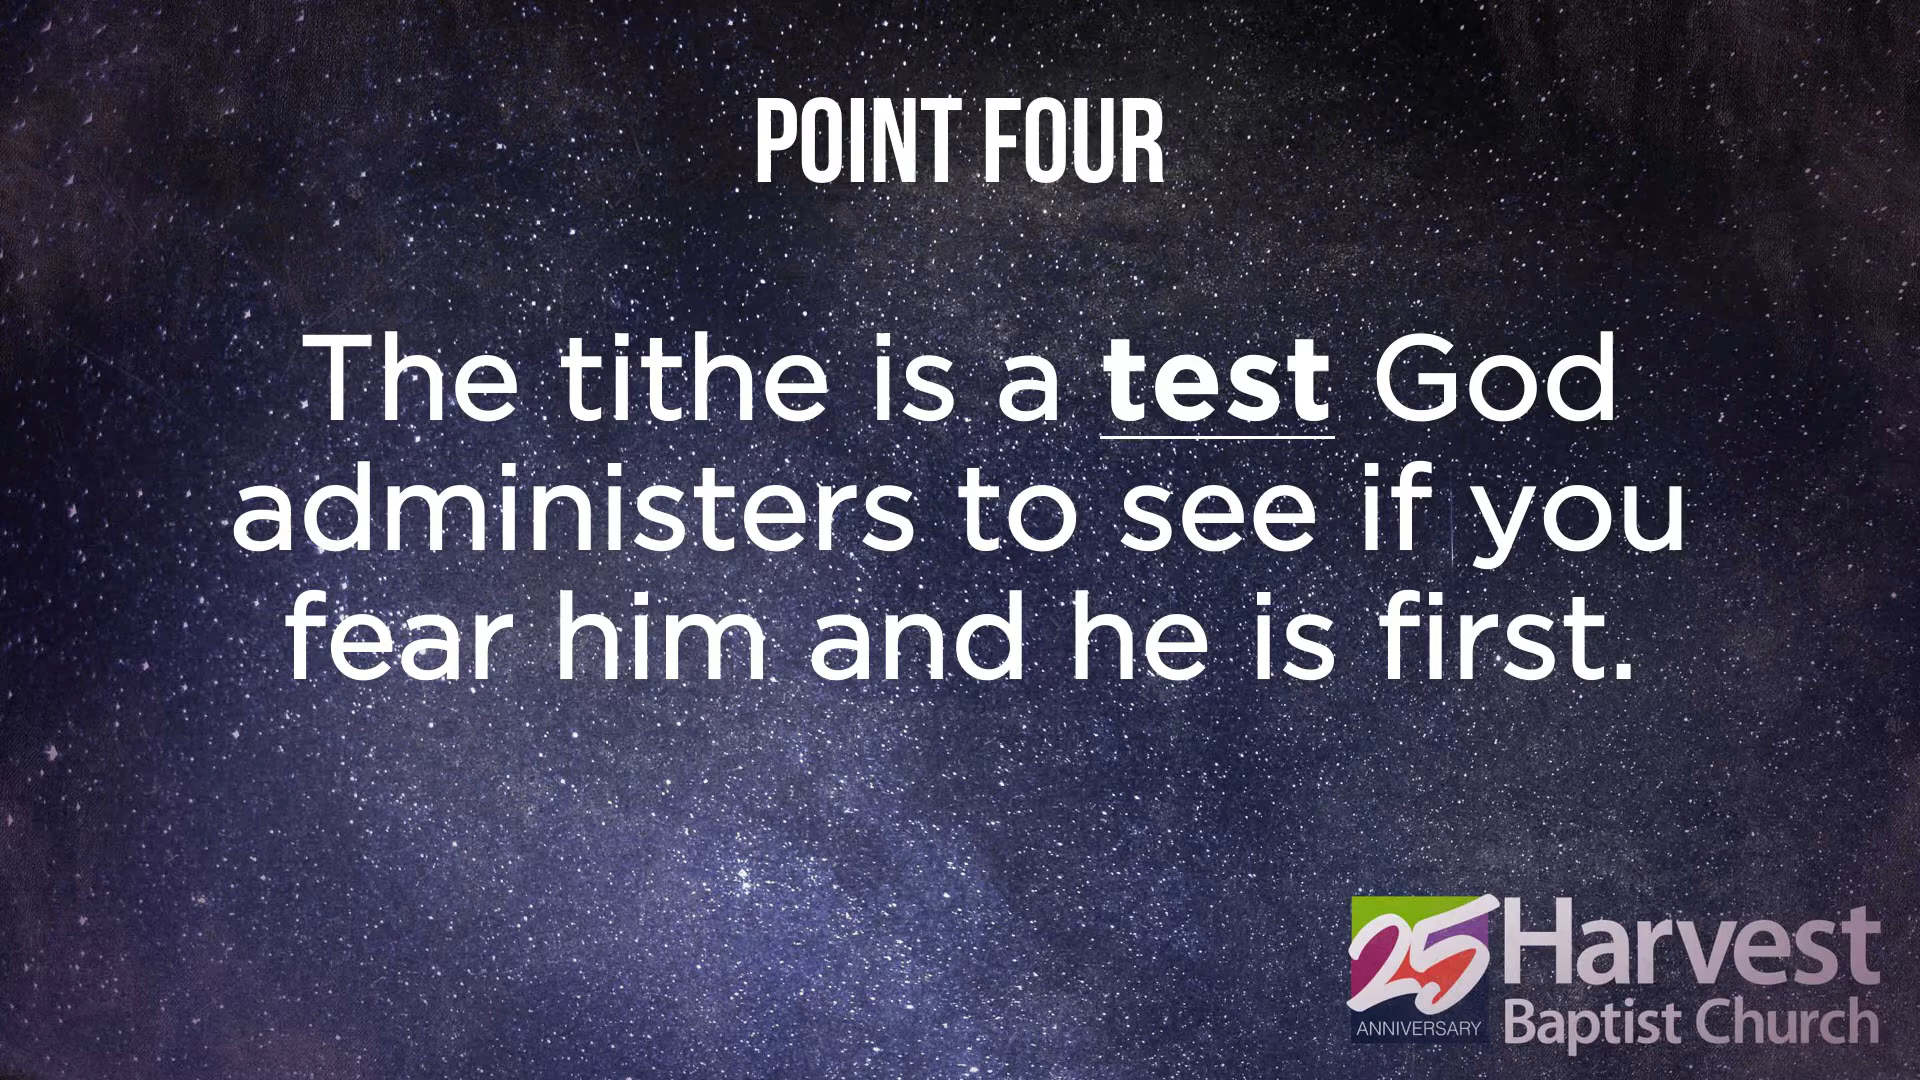 POINT FOUR
The tithe is a test God
administers to see if you
fear him and he is first.
25
ANNIVERSARY
Harvest
Baptist Church